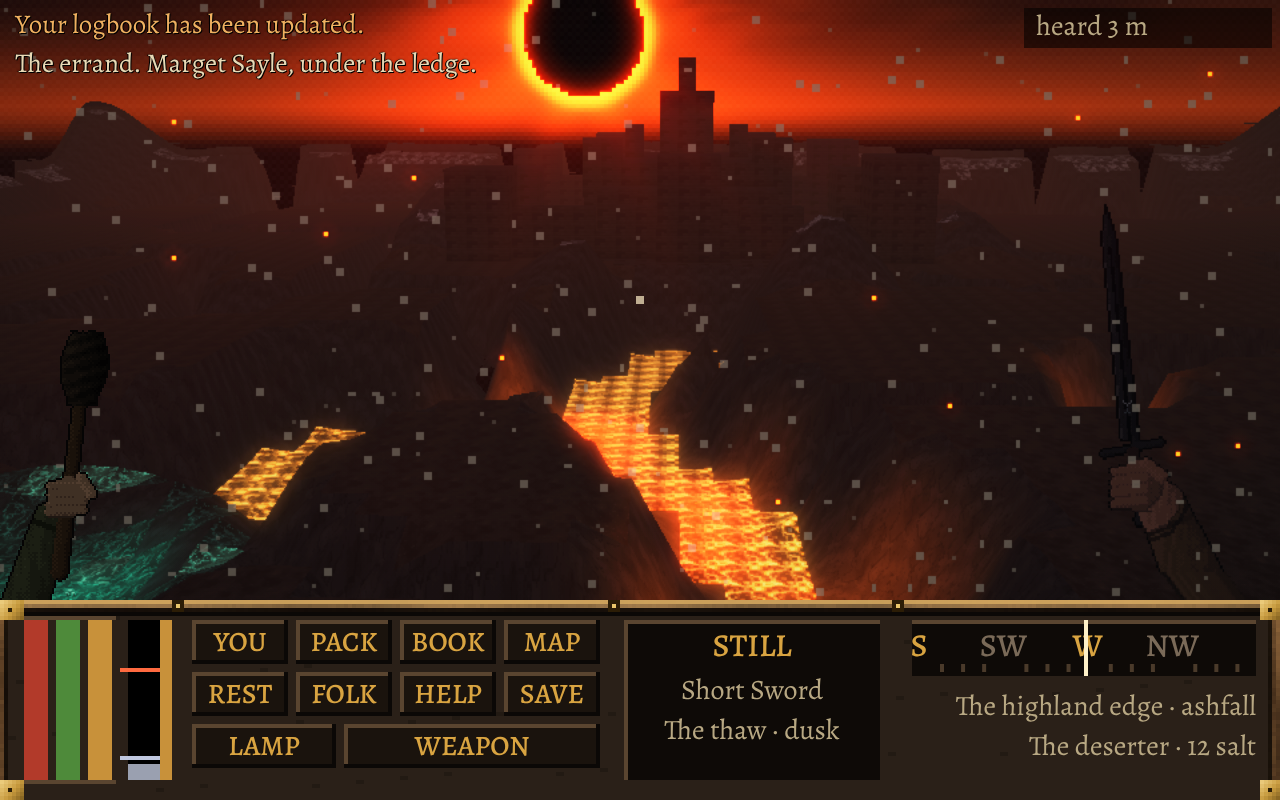 Your logbook has been updated.
The errand. Marget Sayle, under the ledge.
heard 3 m
YOU
PACK
BOOK
MAP
REST
FOLK
HELP
SAVE
LAMP
WEAPON
STILL
Short Sword
The thaw · dusk
S SW W NW
The highland edge · ashfall
The deserter · 12 salt